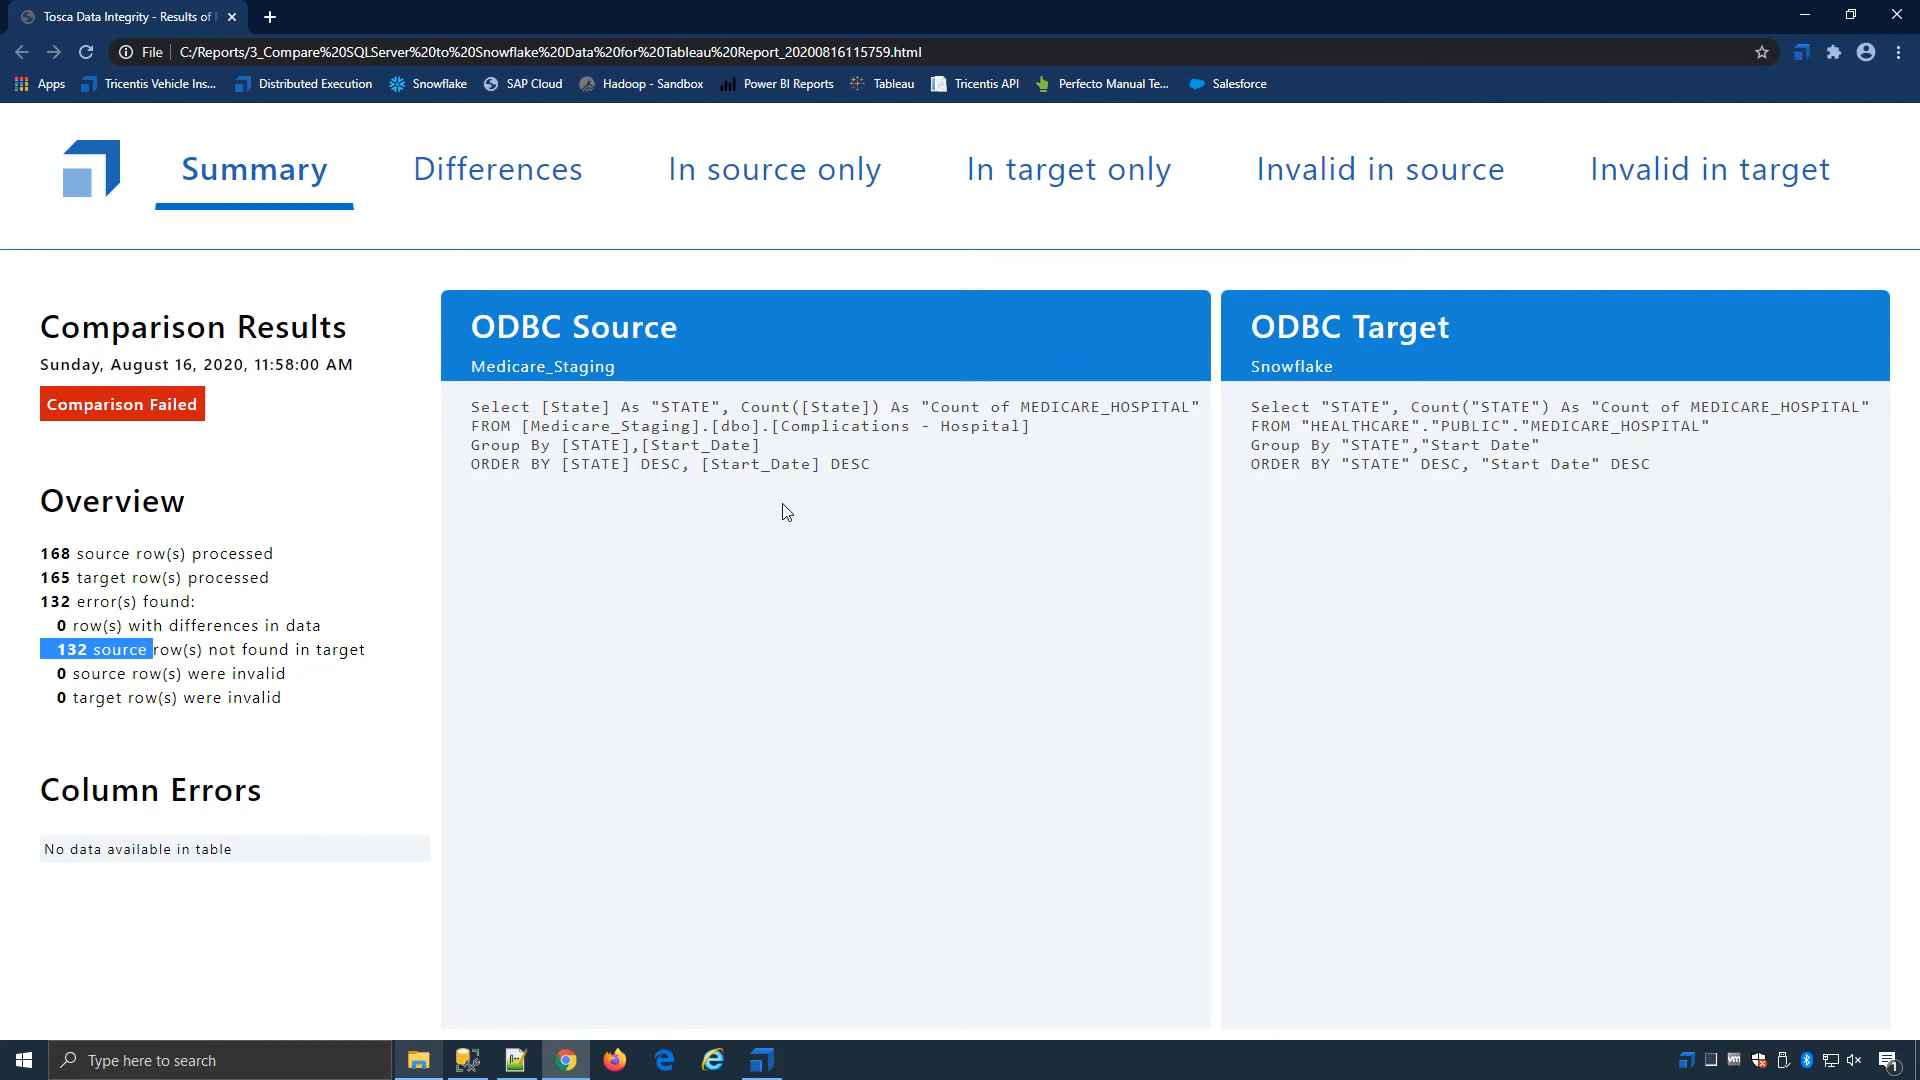 Tosca Data Integrity - Results of
File
C:/Reports/3_Compare%20SQLServer%20to%20Snowflake%20Data%20for%20Tableau%20Report_20200816115759.html
Apps
Tricentis Vehicle Ins...
Distributed Execution
Snowflake
SAP Cloud
Hadoop - Sandbox
Power BI Reports
Tableau
Tricentis API
Perfecto Manual Te...
Salesforce
Summary
Differences
In source only
In target only
Invalid in source
Invalid in target
Comparison Results
Sunday, August 16, 2020, 11:58:00 AM
Comparison Failed
Overview
168 source row(s) processed
165 target row(s) processed
132 error(s) found:
0 row(s) with differences in data
132 source row(s) not found in target
0 source row(s) were invalid
0 target row(s) were invalid
Column Errors
No data available in table
ODBC Source
Medicare_Staging
Select [State] As "STATE", Count([State]) As "Count of MEDICARE_HOSPITAL"
FROM [Medicare_Staging].[dbo].[Complications - Hospital]
Group By [STATE],[Start_Date]
ORDER BY [STATE] DESC, [Start_Date] DESC
ODBC Target
Snowflake
Select "STATE", Count("STATE") As "Count of MEDICARE_HOSPITAL"
FROM "HEALTHCARE"."PUBLIC"."MEDICARE_HOSPITAL"
Group By "STATE","Start Date"
ORDER BY "STATE" DESC, "Start Date" DESC
Type here to search
vm
1